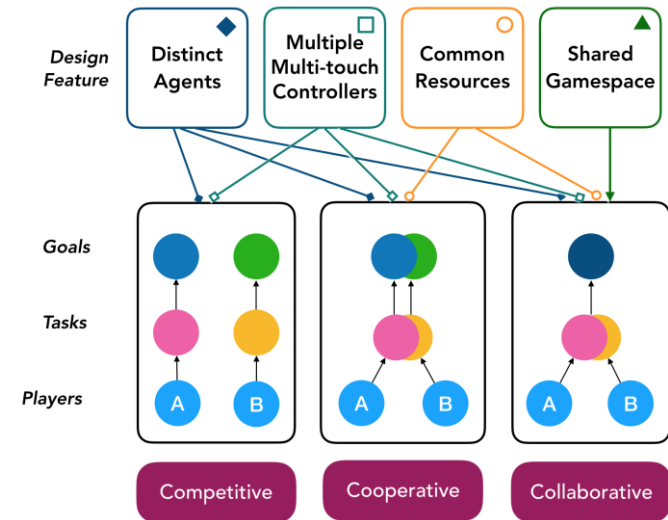 Design
Feature
Distinct
Agents
Multiple
Multi-touch
Controllers
Common
Resources
Shared
Gamespace
Goals
Tasks
Players
A
B
A
B
A
B
Competitive
Cooperative
Collaborative